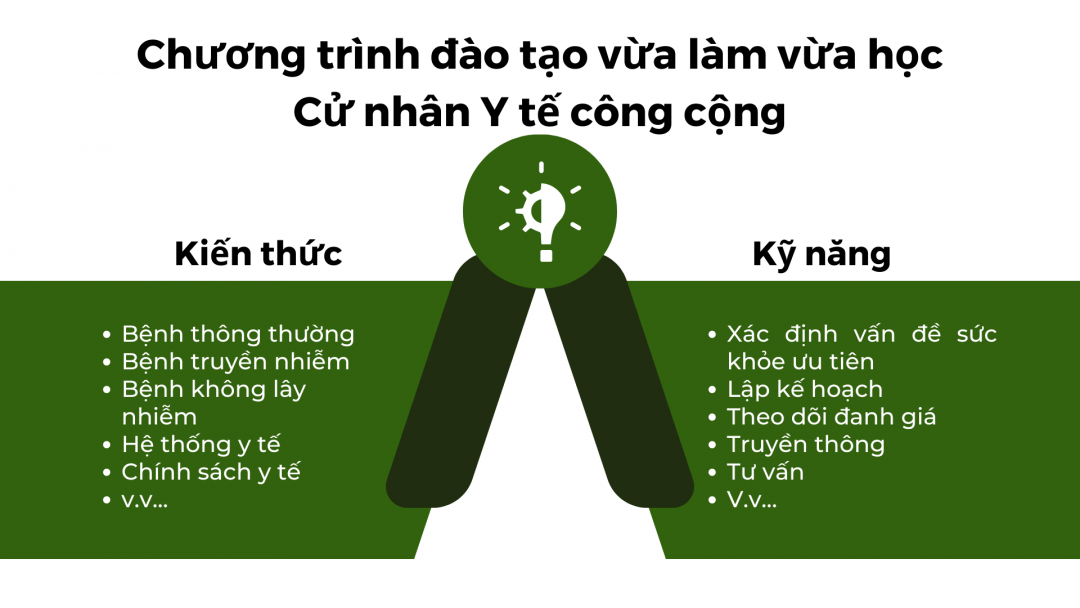 Chương trình đào tạo vừa làm vừa học
Cử nhân Y tế công cộng
Kiến thức
• Bệnh thông thường
• Bệnh truyền nhiễm
• Bệnh không lây
nhiễm
• Hệ thống y tế
• Chính sách y tế
• v.v...
Kỹ năng
• Xác định vấn đề sức
khỏe ưu tiên
• Lập kế hoạch
• Theo dõi đanh giá
• Truyền thông
• Tư vấn
• V.v...